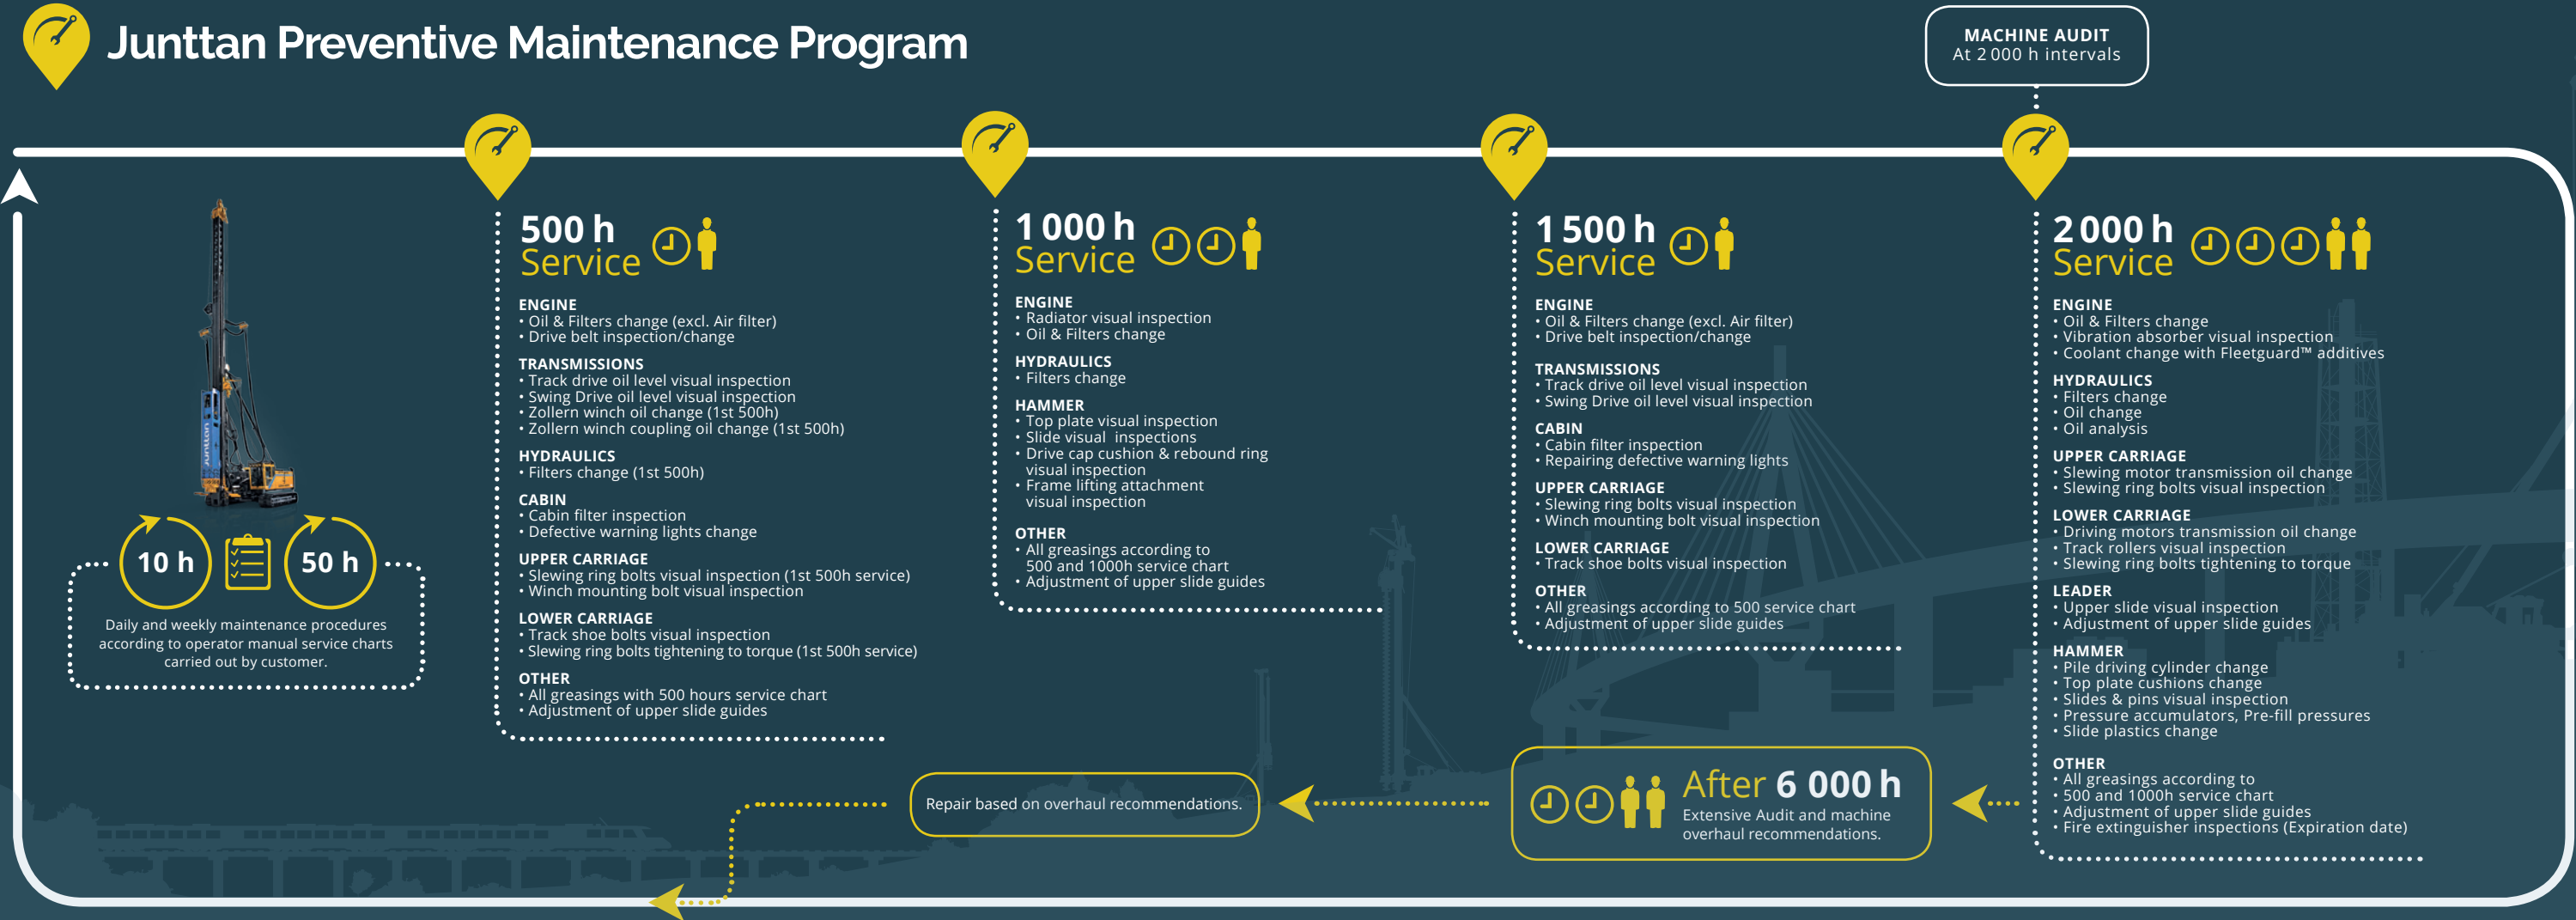 Junttan Preventive Maintenance Program
MACHINE AUDIT
At 2 000 h intervals
10 h
50 h
Daily and weekly maintenance procedures
according to operator manual service charts
carried out by customer.
500 h
Service
ENGINE
• Oil & Filters change (excl. Air filter)
• Drive belt inspection/change
TRANSMISSIONS
• Track drive oil level visual inspection
• Swing Drive oil level visual inspection
• Zollern winch oil change (1st 500h)
• Zollern winch coupling oil change (1st 500h)
HYDRAULICS
• Filters change (1st 500h)
CABIN
• Cabin filter inspection
• Defective warning lights change
UPPER CARRIAGE
• Slewing ring bolts visual inspection (1st 500h service)
• Winch mounting bolt visual inspection
LOWER CARRIAGE
• Track shoe bolts visual inspection
• Slewing ring bolts tightening to torque (1st 500h service)
OTHER
• All greasings with 500 hours service chart
• Adjustment of upper slide guides
1 000 h
Service
ENGINE
• Radiator visual inspection
• Oil & Filters change
HYDRAULICS
• Filters change
HAMMER
• Top plate visual inspection
• Slide visual inspections
• Drive cap cushion & rebound ring
visual inspection
• Frame lifting attachment
visual inspection
OTHER
• All greasings according to
500 and 1000h service chart
• Adjustment of upper slide guides
1 500 h
Service
ENGINE
• Oil & Filters change (excl. Air filter)
• Drive belt inspection/change
TRANSMISSIONS
• Track drive oil level visual inspection
• Swing Drive oil level visual inspection
CABIN
• Cabin filter inspection
• Repairing defective warning lights
UPPER CARRIAGE
• Slewing ring bolts visual inspection
• Winch mounting bolt visual inspection
LOWER CARRIAGE
• Track shoe bolts visual inspection
OTHER
• All greasings according to 500 service chart
• Adjustment of upper slide guides
2 000 h
Service
ENGINE
• Oil & Filters change
• Vibration absorber visual inspection
• Coolant change with Fleetguard™ additives
HYDRAULICS
• Filters change
• Oil change
• Oil analysis
UPPER CARRIAGE
• Slewing motor transmission oil change
• Slewing ring bolts visual inspection
LOWER CARRIAGE
• Driving motors transmission oil change
• Track rollers visual inspection
• Slewing ring bolts tightening to torque
LEADER
• Upper slide visual inspection
• Adjustment of upper slide guides
HAMMER
• Pile driving cylinder change
• Top plate cushions change
• Slides & pins visual inspection
• Pressure accumulators, Pre-fill pressures
• Slide plastics change
OTHER
• All greasings according to
• 500 and 1000h service chart
• Adjustment of upper slide guides
• Fire extinguisher inspections (Expiration date)
After 6 000 h
Extensive Audit and machine
overhaul recommendations.
Repair based on overhaul recommendations.
junttan